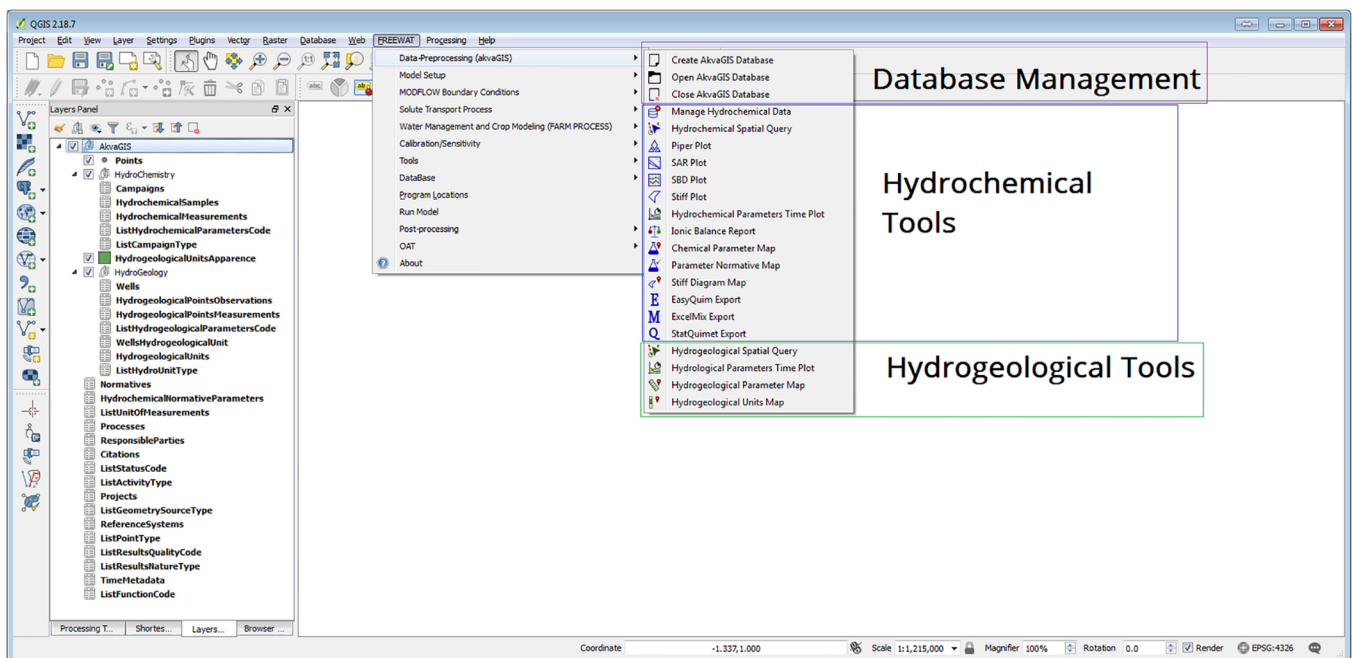 QGIS 2.18.7
Project Edit View Layer Settings Plugins Vector Raster Database Web FREEWAT Processing Help
Data-Preprocessing (akvaGIS)
Model Setup
MODFLOW Boundary Conditions
Solute Transport Process
Water Management and Crop Modeling (FARM PROCESS)
Calibration/Sensitivity
Tools
DataBase
Program Locations
Run Model
Post-processing
OAT
About
Create AkvaGIS Database
Open AkvaGIS Database
Close AkvaGIS Database
Database Management
Manage Hydrochemical Data
Hydrochemical Spatial Query
Piper Plot
SAR Plot
SBD Plot
Stiff Plot
Hydrochemical Parameters Time Plot
Ionic Balance Report
Chemical Parameter Map
Parameter Normative Map
Stiff Diagram Map
E EasyQuim Export
M ExcelMix Export
Q StatQuimet Export
Hydrochemical
Tools
Hydrogeological Spatial Query
Hydrological Parameters Time Plot
Hydrogeological Parameter Map
Hydrogeological Units Map
Hydrogeological Tools
abc
Layers Panel
AkvaGIS
Points
HydroChemistry
Campaigns
HydrochemicalSamples
HydrochemicalMeasurements
ListHydrochemicalParametersCode
ListCampaignType
HydrogeologicalUnitsApparence
HydroGeology
Wells
HydrogeologicalPointsObservations
HydrogeologicalPointsMeasurements
ListHydrogeologicalParametersCode
WellsHydrogeologicalUnit
HydrogeologicalUnits
ListHydroUnitType
Normatives
HydrochemicalNormativeParameters
ListUnitOfMeasurements
Processes
ResponsibleParties
Citations
ListStatusCode
ListActivityType
Projects
ListGeometrySourceType
ReferenceSystems
ListPointType
ListResultsQualityCode
ListResultsNatureType
TimeMetadata
ListFunctionCode
Processing T... Shortes... Layers... Browser ...
Coordinate -1.337,1.000 Scale 1:1,215,000 Magnifier 100% Rotation 0.0 Render EPSG:4326